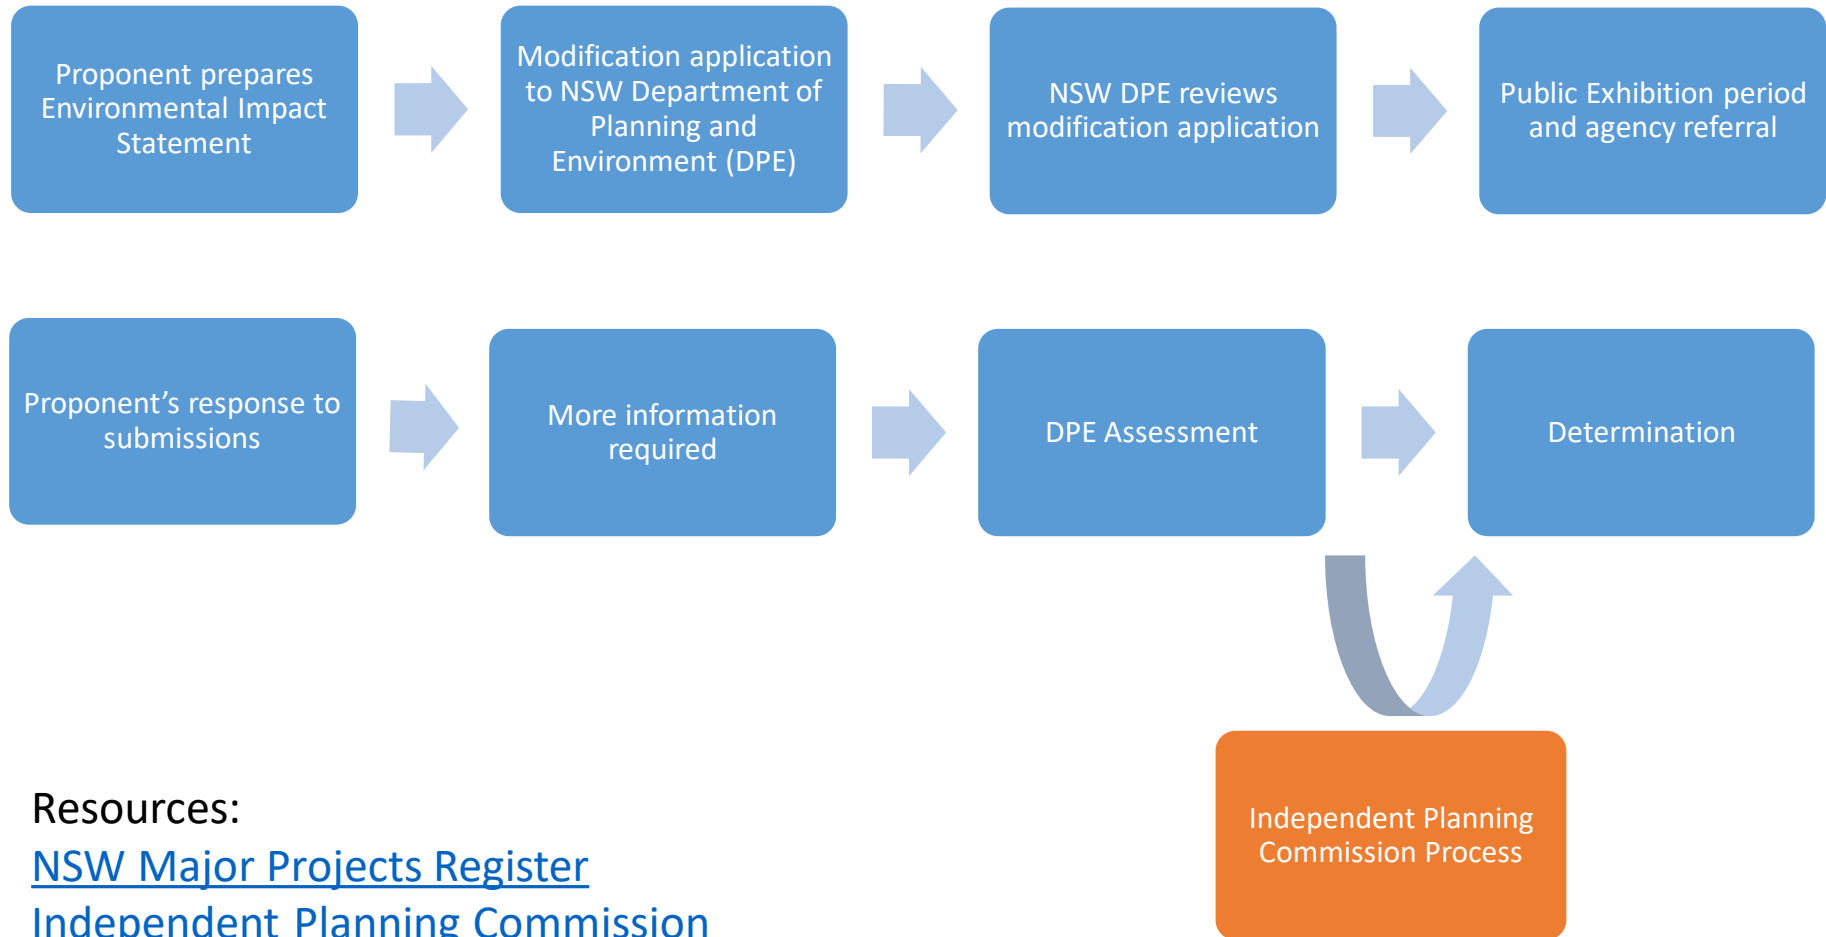 Proponent prepares
Environmental Impact
Statement
Modification application
to NSW Department of
Planning and
Environment (DPE)
NSW DPE reviews
modification application
Public Exhibition period
and agency referral
Proponent’s response to
submissions
More information
required
DPE Assessment
Determination
Independent Planning
Commission Process
Resources:
NSW Major Projects Register
Independent Planning Commission